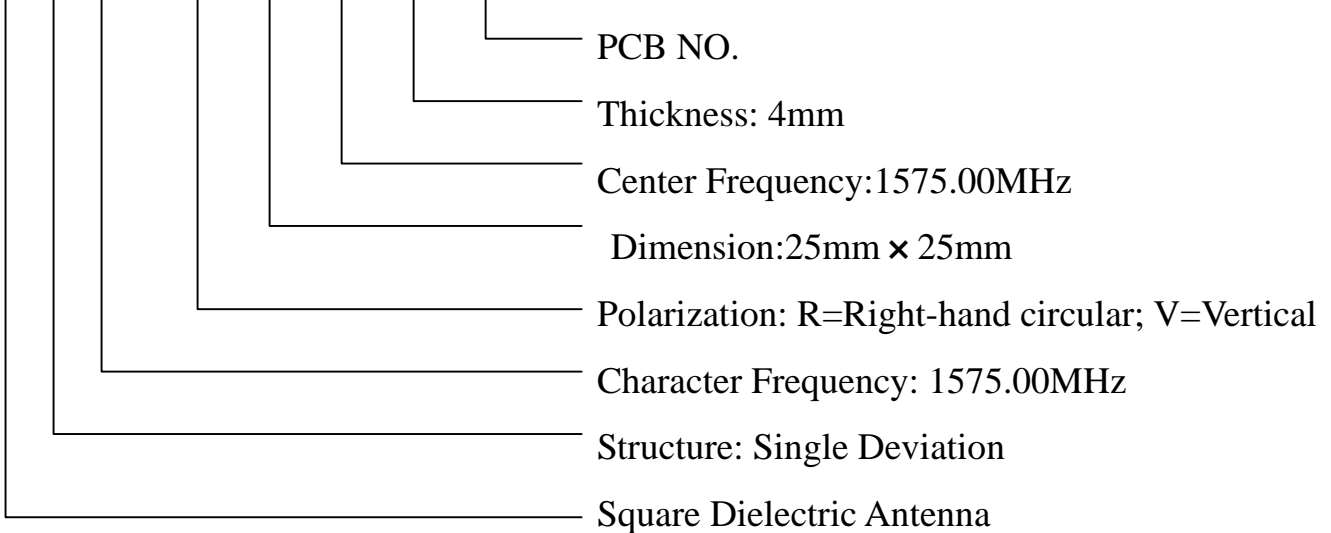 PCB NO.
Thickness: 4mm
Center Frequency:1575.00MHz
Dimension:25mm × 25mm
Polarization: R=Right-hand circular; V=Vertical
Character Frequency: 1575.00MHz
Structure: Single Deviation
Square Dielectric Antenna